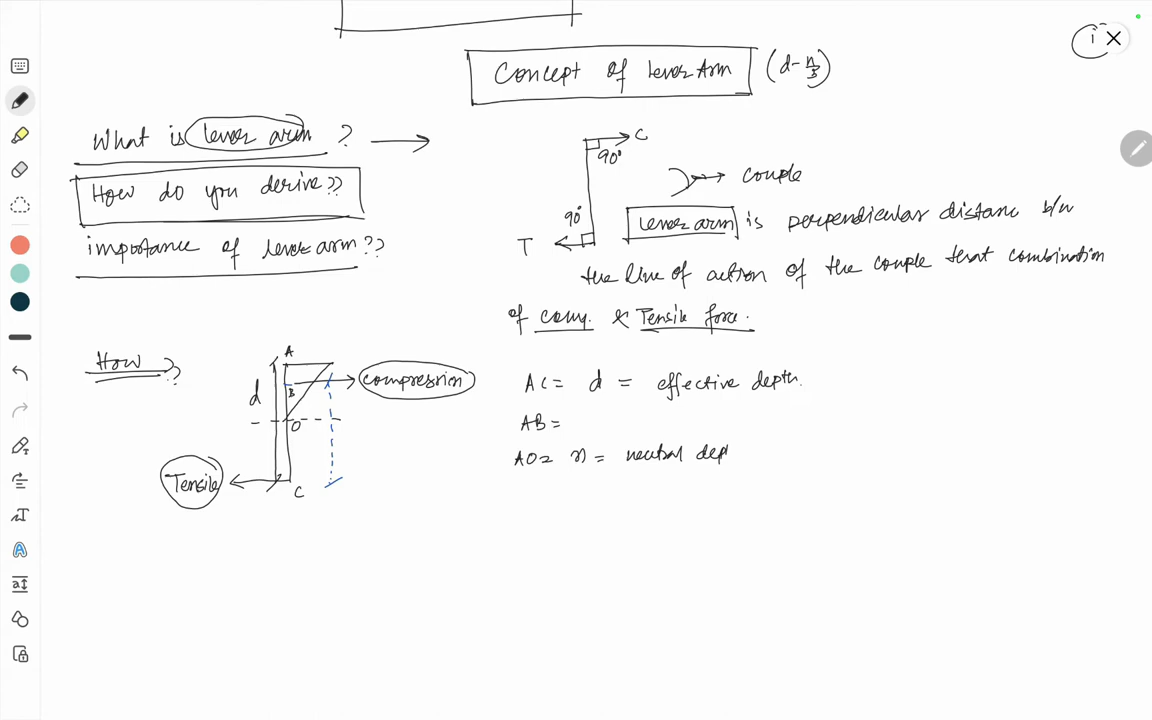 Concept of lever Arm (d-n/3)
What is lever arm ?
How do you derive??
importance of lever arm??
C
90°
couple
90°
T
lever arm is perpendicular distance b/w
the line of action of the couple that combination
of comp. & Tensile force.
How ??
A
d
B
compression
O
Tensile
C
AC = d = effective depth.
AB =
AO = n = neutral dep